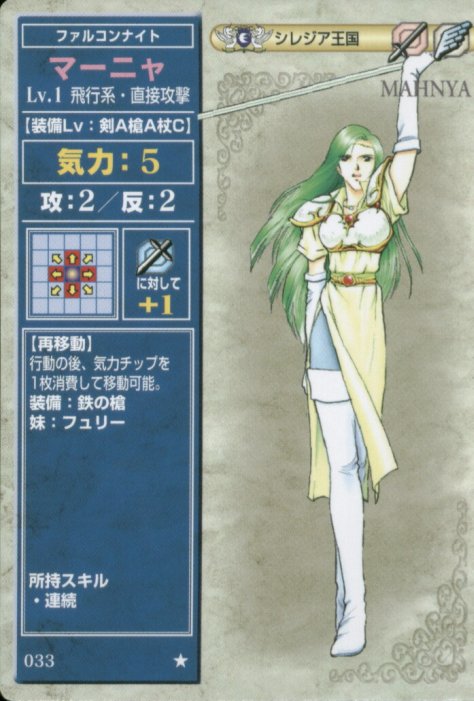 ファルコンナイト
マーニャ
Lv.1 飛行系・直接攻撃
【装備Lv：剣A槍A杖C】
気力：5
攻：2／反：2
に対して
+1
【再移動】
行動の後、気力チップを
1枚消費して移動可能。
装備：鉄の槍
妹：フュリー
所持スキル
・連続
033 ★
シレジア王国
MAHNYA